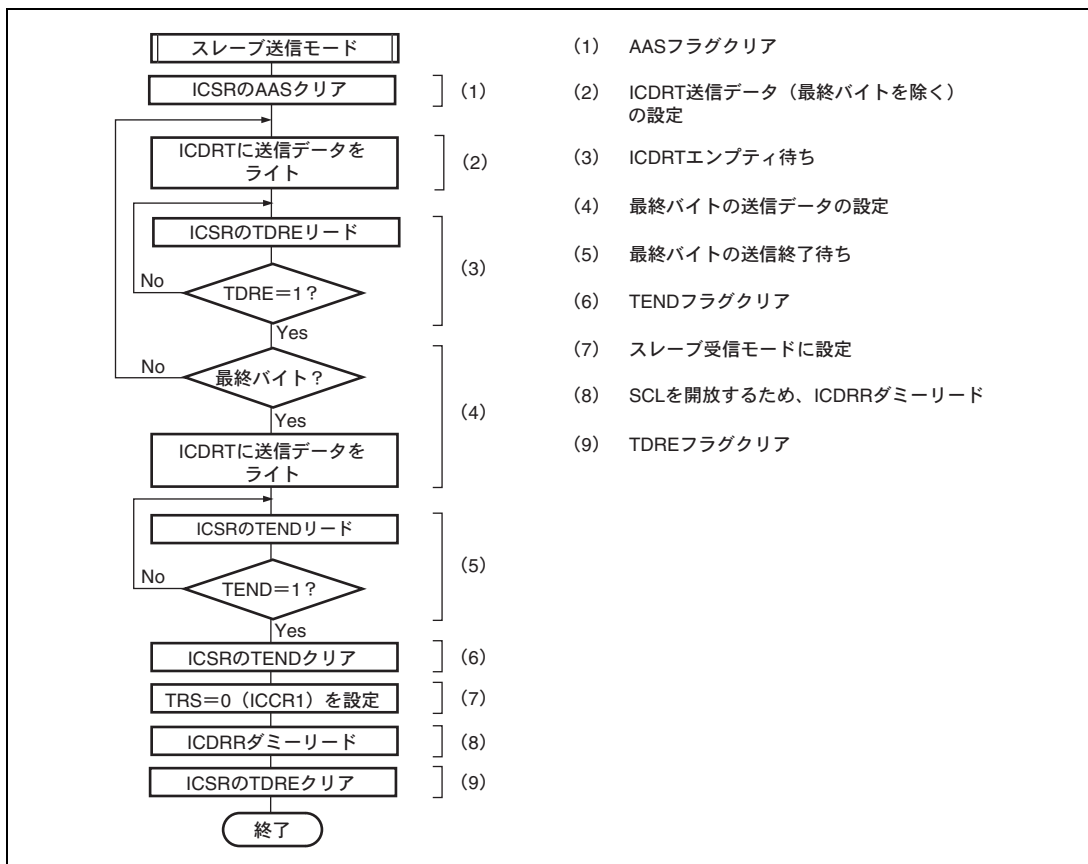 スレーブ送信モード
ICSRのAASクリア
(1)
ICDRTに送信データを
ライト
(2)
ICSRのTDREリード
No
TDRE=1？
(3)
Yes
No
最終バイト？
(4)
Yes
ICDRTに送信データを
ライト
ICSRのTENDリード
No
TEND=1？
(5)
Yes
ICSRのTENDクリア
(6)
TRS=0（ICCR1）を設定
(7)
ICDRRダミーリード
(8)
ICSRのTDREクリア
(9)
終了
(1) AASフラグクリア
(2) ICDRT送信データ（最終バイトを除く）
の設定
(3) ICDRTエンプティ待ち
(4) 最終バイトの送信データの設定
(5) 最終バイトの送信終了待ち
(6) TENDフラグクリア
(7) スレーブ受信モードに設定
(8) SCLを開放するため、ICDRRダミーリード
(9) TDREフラグクリア